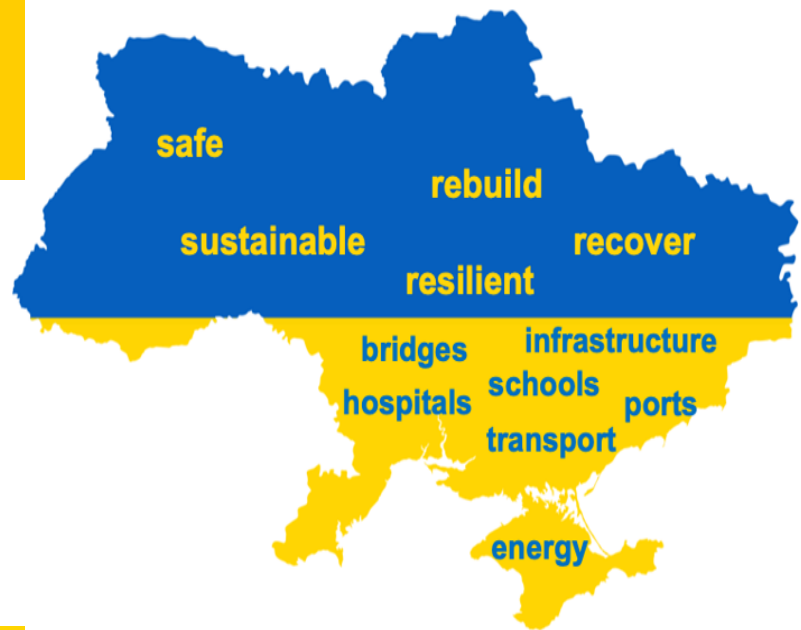 safe
rebuild
sustainable
recover
resilient
infrastructure
bridges
schools
hospitals
ports
transport
energy